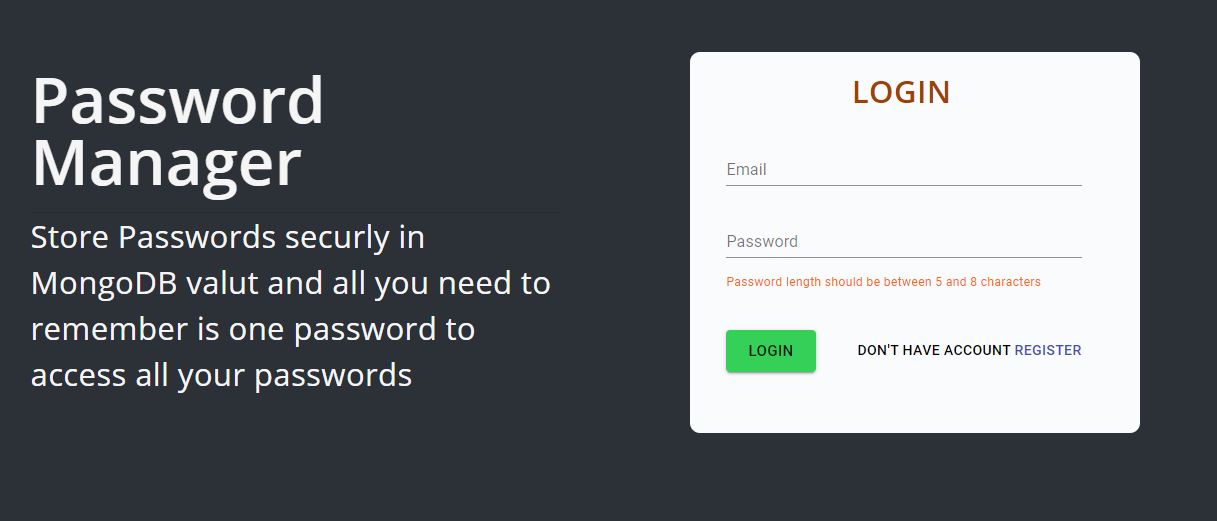 Password
Manager
Store Passwords securly in
MongoDB valut and all you need to
remember is one password to
access all your passwords
LOGIN
Email
Password
Password length should be between 5 and 8 characters
LOGIN
DON'T HAVE ACCOUNT REGISTER